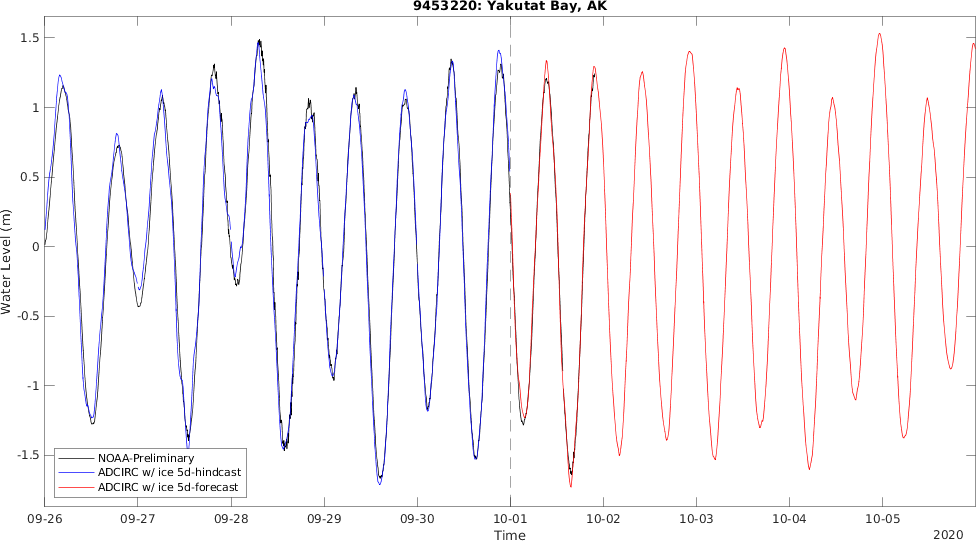 9453220: Yakutat Bay, AK
1.5
1
0.5
0
-0.5
-1
-1.5
Water Level (m)
NOAA-Preliminary
ADCIRC w/ ice 5d-hindcast
ADCIRC w/ ice 5d-forecast
09-26 09-27 09-28 09-29 09-30 10-01 10-02 10-03 10-04 10-05
Time
2020